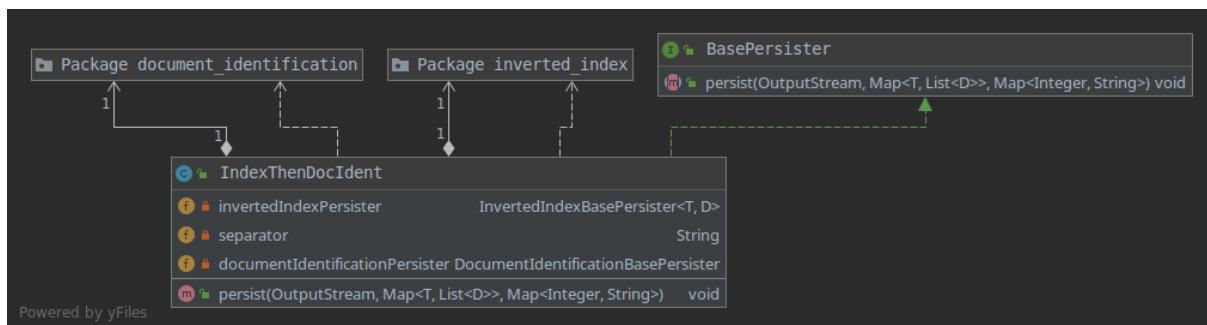 Package document_identification
Package inverted_index
BasePersister
persist(OutputStream, Map<T, List<D>>, Map<Integer, String>) void
1
1
1
1
IndexThenDocIdent
invertedIndexPersister InvertedIndexBasePersister<T, D>
separator String
documentIdentificationPersister DocumentIdentificationBasePersister
persist(OutputStream, Map<T, List<D>>, Map<Integer, String>) void
Powered by yFiles